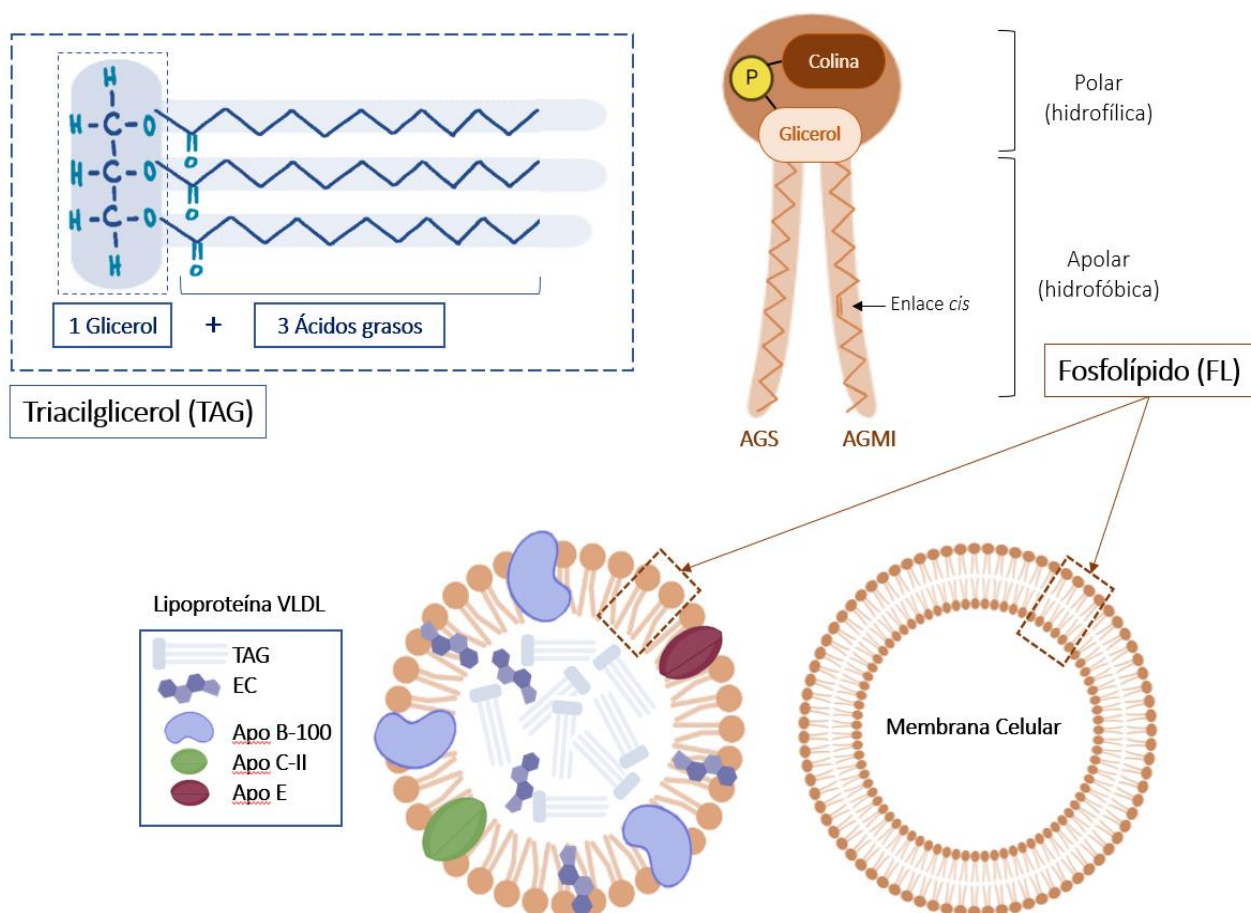 H
H-C-O
O
H-C-O
O
H-C-O
O
H
1 Glicerol
+
3 Ácidos grasos
Triacilglicerol (TAG)
P
Colina
Glicerol
Polar
(hidrofílica)
Apolar
(hidrofóbica)
Enlace cis
AGS
AGMI
Fosfolípido (FL)
Lipoproteína VLDL
TAG
EC
Apo B-100
Apo C-II
Apo E
Membrana Celular